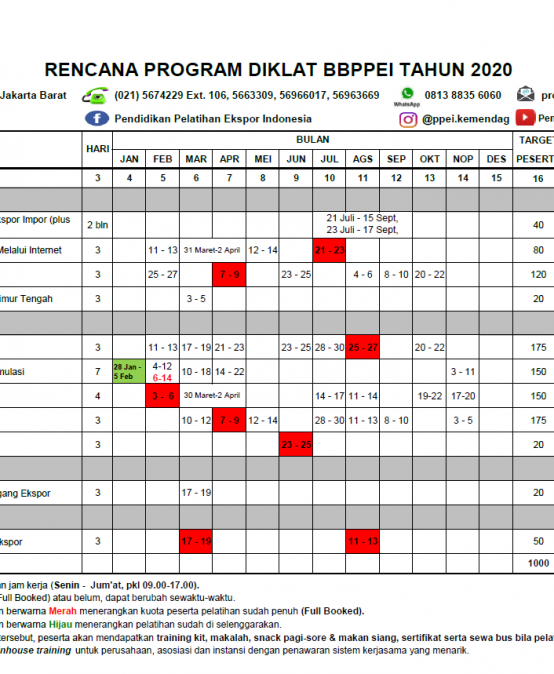 RENCANA PROGRAM DIKLAT BBPPEI TAHUN 2020
Jakarta Barat (021) 5674229 Ext. 106, 5663309, 56966017, 56963669 WhatsApp 0813 8835 6060
Pendidikan Pelatihan Ekspor Indonesia @ppei.kemendag
HARI BULAN TARGET
JAN FEB MAR APR MEI JUN JUL AGS SEP OKT NOP DES
3 4 5 6 7 8 9 10 11 12 13 14 15 16
spor Impor (plus 2 bln 21 Juli - 15 Sept, 40
23 Juli - 17 Sept,
Melalui Internet 3 11 - 13 31 Maret-2 April 12 - 14 21 - 23 80
3 25 - 27 7 - 9 23 - 25 4 - 6 8 - 10 20 - 22 120
imur Tengah 3 3 - 5 20
3 11 - 13 17 - 19 21 - 23 23 - 25 28 - 30 25 - 27 20 - 22 175
mulasi 7 28 Jan - 5 Feb 4-12 10 - 18 14 - 22 3 - 11 150
6-14
4 3 - 6 30 Maret-2 April 14 - 17 11 - 14 19-22 17-20 150
3 10 - 12 7 - 9 12 - 14 28 - 30 11 - 13 8 - 10 3 - 5 175
3 23 - 25 20
gang Ekspor 3 17 - 19 20
kspor 3 17 - 19 11 - 13 50
1000
an jam kerja (Senin - Jum'at, pkl 09.00-17.00).
Full Booked) atau belum, dapat berubah sewaktu-waktu.
n berwarna Merah menerangkan kuota peserta pelatihan sudah penuh (Full Booked).
n berwarna Hijau menerangkan pelatihan sudah di selenggarakan.
tersebut, peserta akan mendapatkan training kit, makalah, snack pagi-sore & makan siang, sertifikat serta sewa bus bila pela
nhouse training untuk perusahaan, asosiasi dan instansi dengan penawaran sistem kerjasama yang menarik.